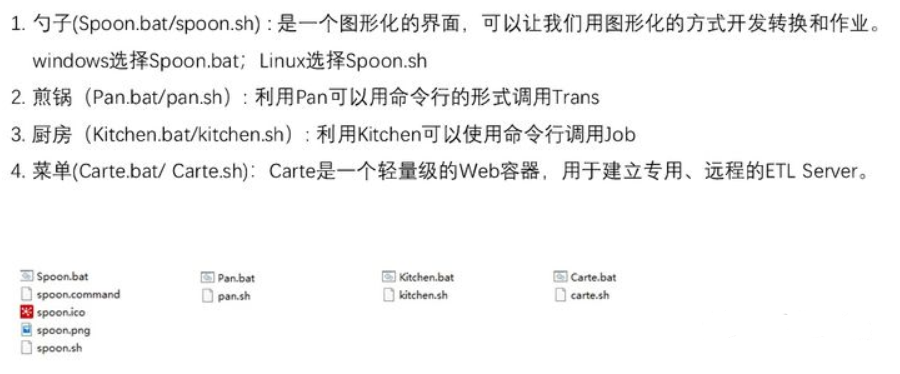 1. 勺子(Spoon.bat/spoon.sh) : 是一个图形化的界面，可以让我们用图形化的方式开发转换和作业。
windows选择Spoon.bat；Linux选择Spoon.sh
2. 煎锅（Pan.bat/pan.sh）: 利用Pan可以用命令行的形式调用Trans
3. 厨房（Kitchen.bat/kitchen.sh）: 利用Kitchen可以使用命令行调用Job
4. 菜单(Carte.bat/ Carte.sh)： Carte是一个轻量级的Web容器，用于建立专用、远程的ETL Server。
Spoon.bat
spoon.command
spoon.ico
spoon.png
spoon.sh
Pan.bat
pan.sh
Kitchen.bat
kitchen.sh
Carte.bat
carte.sh